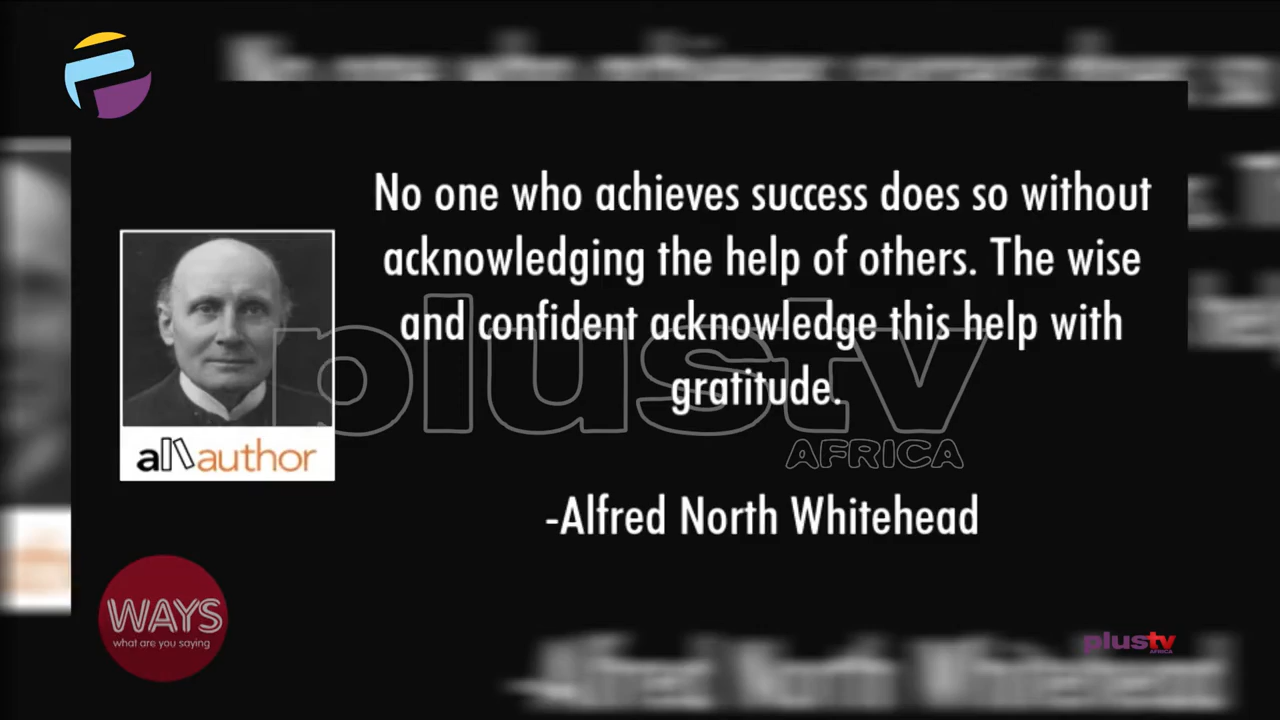 No one who achieves success does so without
acknowledging the help of others. The wise
and confident acknowledge this help with
gratitude.
plustv
AFRICA
allauthor
-Alfred North Whitehead
WAYS
what are you saying
plustv
AFRICA